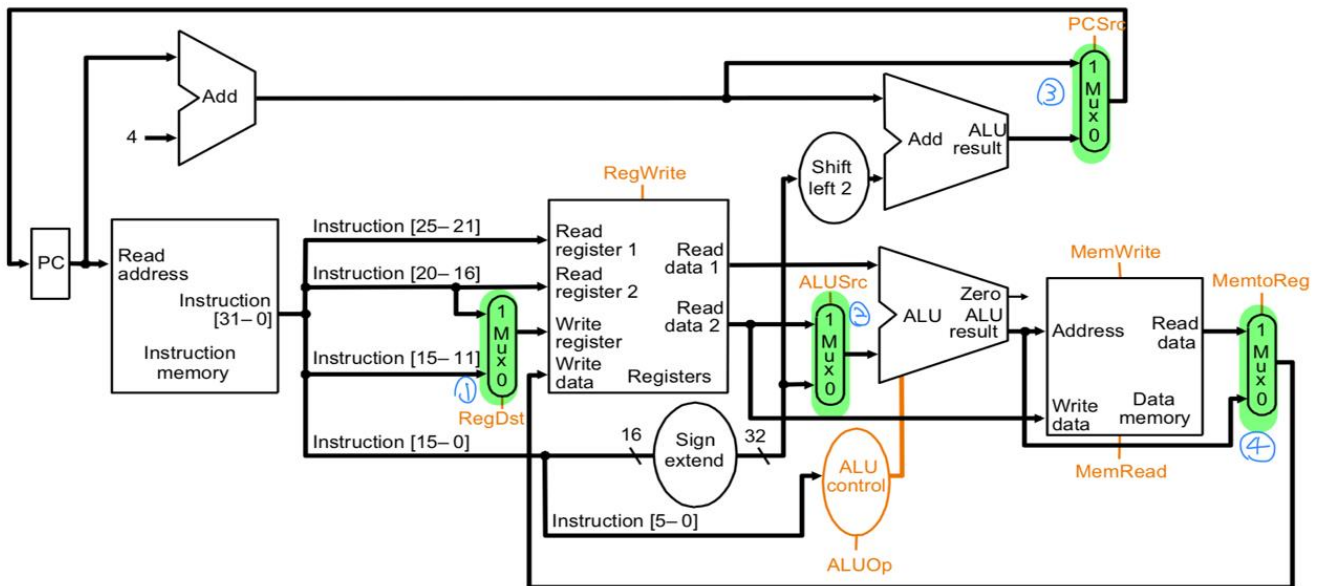 PCSrc
1
Mux
0
③
Add
4
Add
ALU
result
Shift
left 2
RegWrite
Instruction [25– 21]
Read
register 1
Read
data 1
PC
Read
address
Instruction
[31–0]
Instruction
memory
Instruction [20– 16]
Read
register 2
Read
data 2
1
Mux
0
①
RegDst
Write
register
Instruction [15– 11]
Write
data
Registers
ALUSrc
1
Mux
0
②
Zero
ALU
ALU
result
MemWrite
Address
Read
data
Write
data
Data
memory
MemRead
MemtoReg
1
Mux
0
④
Instruction [15–0]
16
Sign
extend
32
ALU
control
Instruction [5–0]
ALUOp